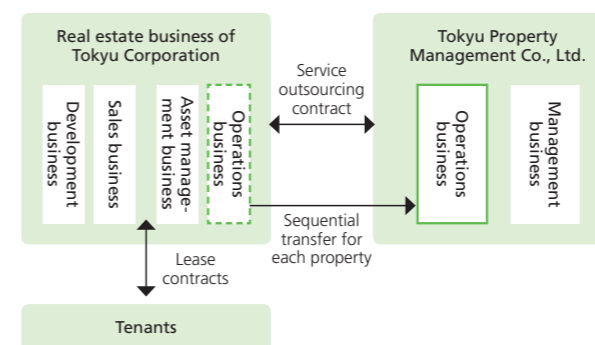 Real estate business of
Tokyu Corporation
Development
business
Sales business
Asset manage-
ment business
Operations
business
Service
outsourcing
contract
Tokyu Property
Management Co., Ltd.
Operations
business
Management
business
Sequential
transfer for
each property
Lease
contracts
Tenants